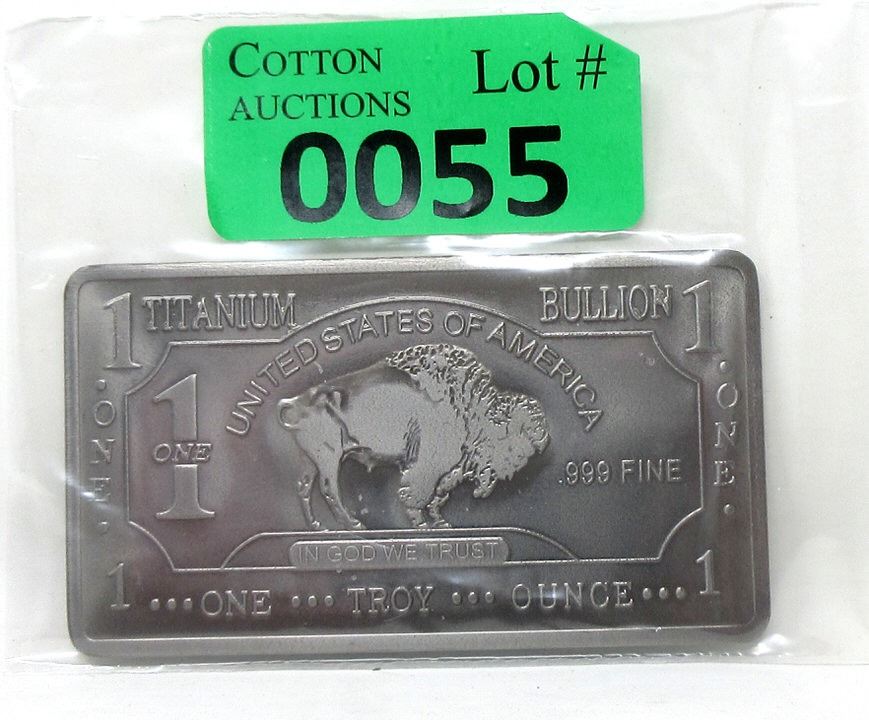 COTTON
AUCTIONS
Lot #
0055
1 TITANIUM BULLION 1
UNITED STATES OF AMERICA
1
ONE
·ONE·
·ONE·
.999 FINE
IN GOD WE TRUST
1 ···ONE ··· TROY ··· OUNCE··· 1